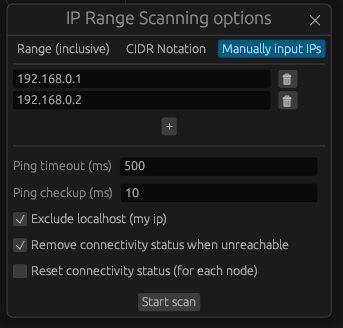 IP Range Scanning options
Range (inclusive) CIDR Notation Manually input IPs
192.168.0.1
192.168.0.2
+
Ping timeout (ms) 500
Ping checkup (ms) 10
Exclude localhost (my ip)
Remove connectivity status when unreachable
Reset connectivity status (for each node)
Start scan